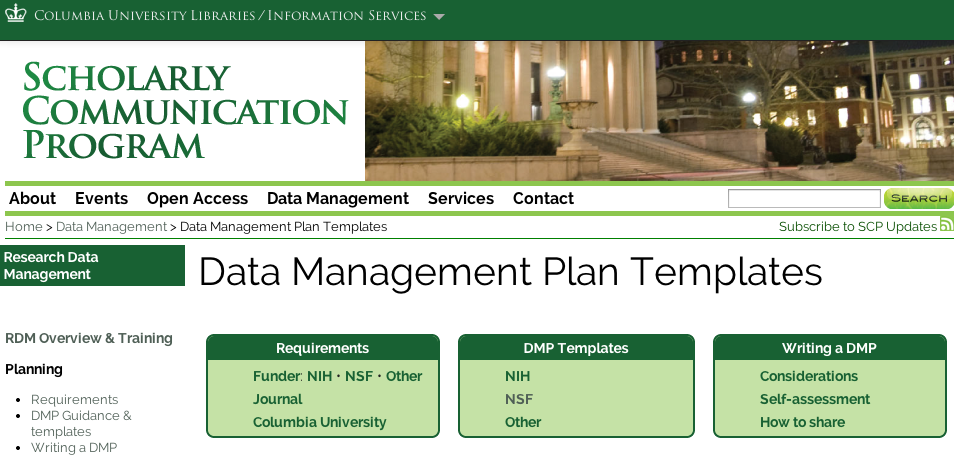 COLUMBIA UNIVERSITY LIBRARIES / INFORMATION SERVICES
SCHOLARLY
COMMUNICATION
PROGRAM
About Events Open Access Data Management Services Contact SEARCH
Home > Data Management > Data Management Plan Templates Subscribe to SCP Updates
Research Data
Management
Data Management Plan Templates
RDM Overview & Training
Planning
• Requirements
• DMP Guidance &
templates
• Writing a DMP
Requirements
Funder: NIH • NSF • Other
Journal
Columbia University
DMP Templates
NIH
NSF
Other
Writing a DMP
Considerations
Self-assessment
How to share